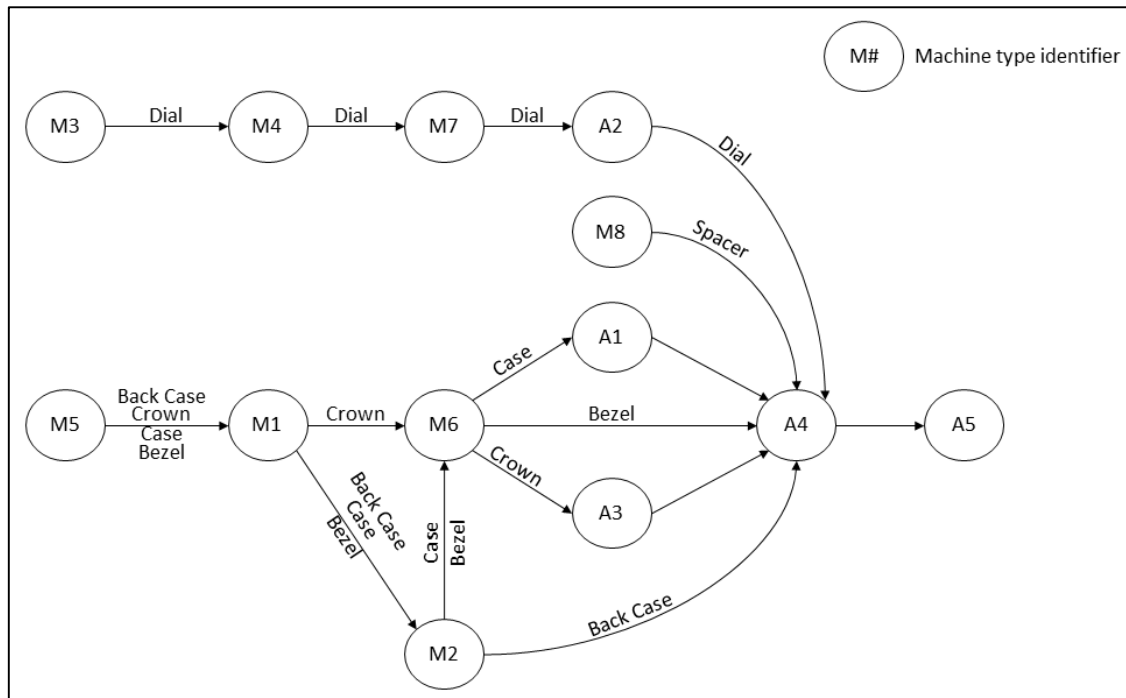 M# Machine type identifier
M3 Dial M4 Dial M7 Dial A2
Dial
M8 Spacer
A1
Case
M5
Back Case
Crown
Case
Bezel
M1 Crown M6 Bezel A4 A5
Crown
A3
Back Case
Case
Bezel
Case
Bezel
M2 Back Case